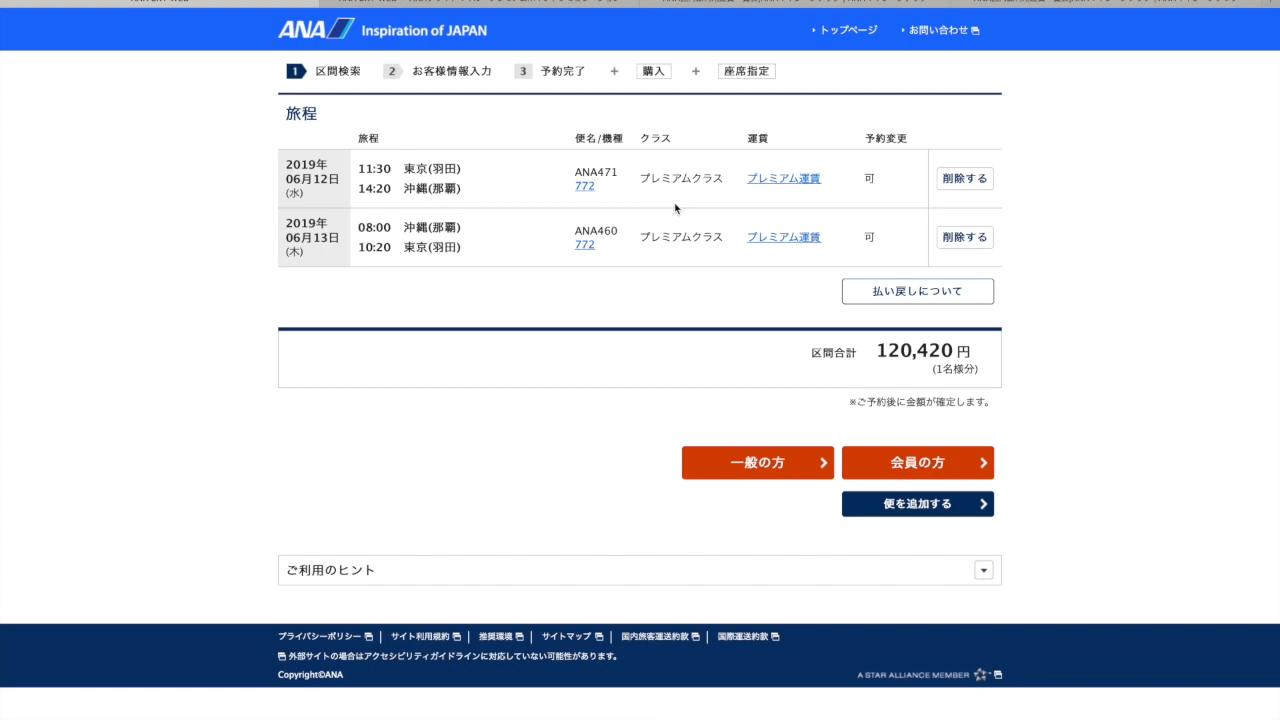 ANA Inspiration of JAPAN
トップページ お問い合わせ
1 区間検索 2 お客様情報入力 3 予約完了 + 購入 + 座席指定
旅程
旅程 便名/機種 クラス 運賃 予約変更
2019年
06月12日
(水)
11:30 東京(羽田)
14:20 沖縄(那覇)
ANA471
772
プレミアムクラス プレミアム運賃 可 削除する
2019年
06月13日
(木)
08:00 沖縄(那覇)
10:20 東京(羽田)
ANA460
772
プレミアムクラス プレミアム運賃 可 削除する
払い戻しについて
区間合計 120,420 円
(1名様分)
※ご予約後に金額が確定します。
一般の方 会員の方
便を追加する
ご利用のヒント
プライバシーポリシー | サイト利用規約 | 推奨環境 | サイトマップ | 国内旅客運送約款 | 国際運送約款
外部サイトの場合はアクセシビリティガイドラインに対応していない可能性があります。
Copyright©ANA
A STAR ALLIANCE MEMBER